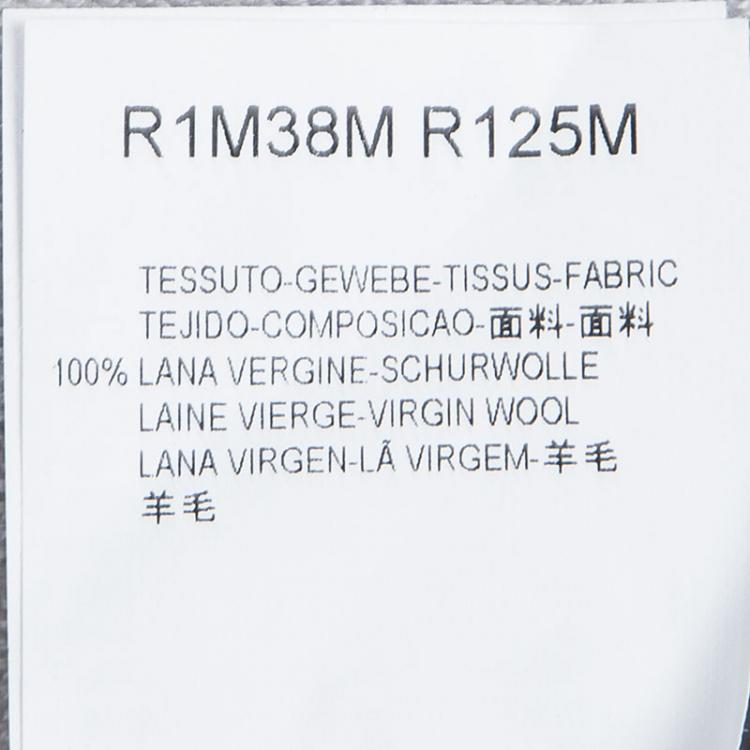 R1M38M R125M
TESSUTO-GEWEBE-TISSUS-FABRIC
TEJIDO-COMPOSICAO-面料-面料
100% LANA VERGINE-SCHURWOLLE
LAINE VIERGE-VIRGIN WOOL
LANA VIRGEN-LÃ VIRGEM-羊毛
羊毛